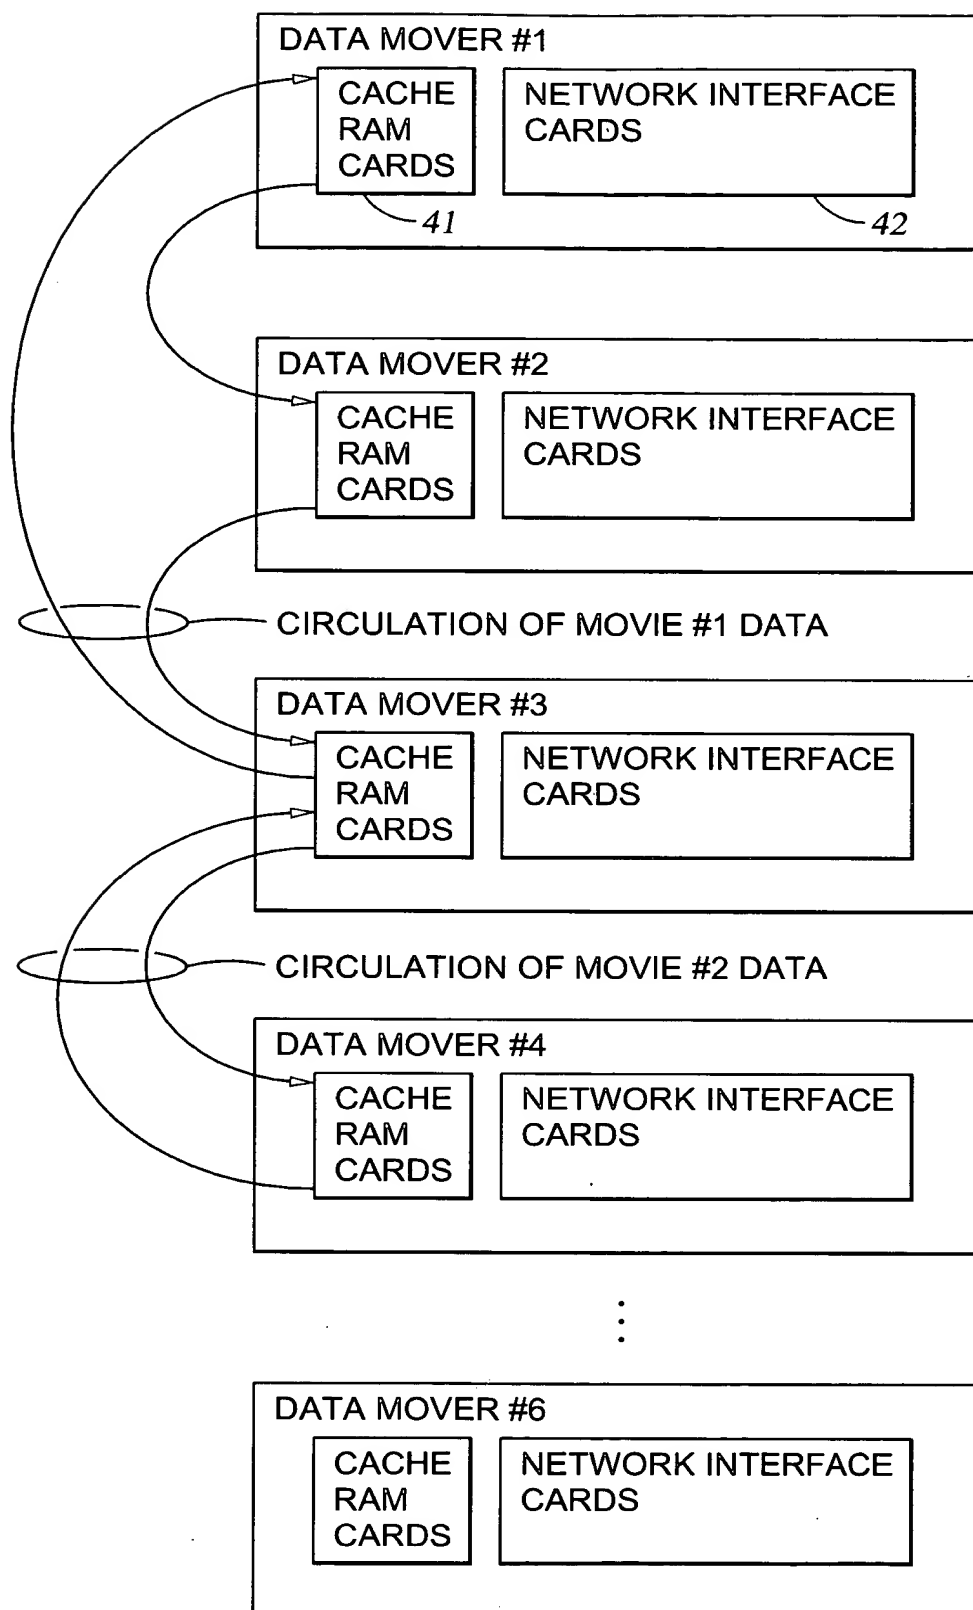 DATA MOVER #1
CACHE
RAM
CARDS
NETWORK INTERFACE
CARDS
41
42
DATA MOVER #2
CACHE
RAM
CARDS
NETWORK INTERFACE
CARDS
CIRCULATION OF MOVIE #1 DATA
DATA MOVER #3
CACHE
RAM
CARDS
NETWORK INTERFACE
CARDS
CIRCULATION OF MOVIE #2 DATA
DATA MOVER #4
CACHE
RAM
CARDS
NETWORK INTERFACE
CARDS
DATA MOVER #6
CACHE
RAM
CARDS
NETWORK INTERFACE
CARDS